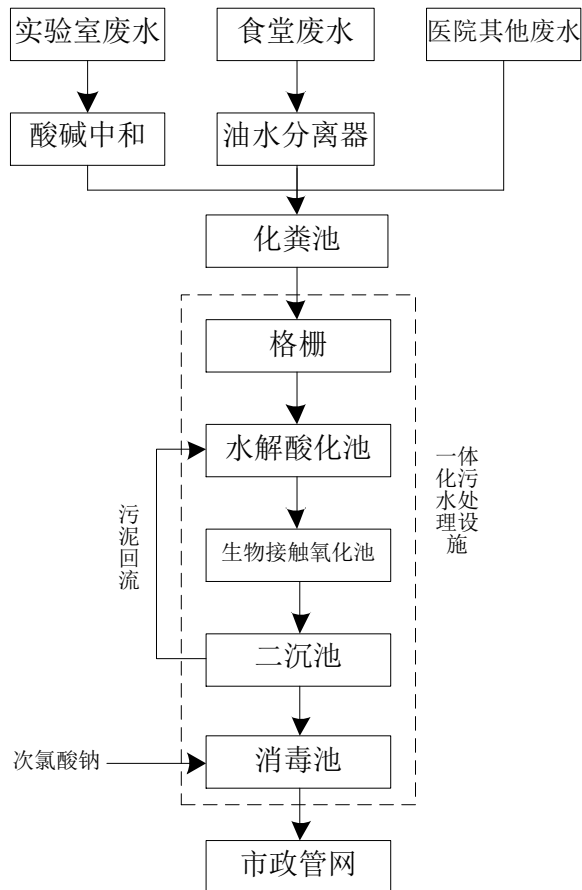 实验室废水
食堂废水
医院其他废水
酸碱中和
油水分离器
化粪池
格栅
水解酸化池
一体
化污
水处
理设
施
污泥回流
生物接触氧化池
二沉池
次氯酸钠
消毒池
市政管网